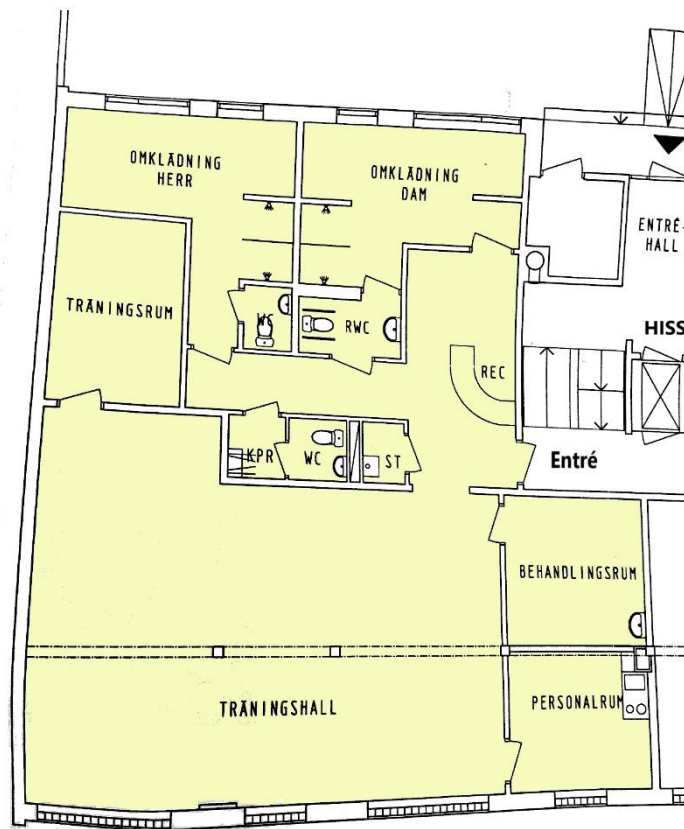 OMKLÄDNING
HERR
OMKLÄDNING
DAM
ENTRÉ-
HALL
TRÄNINGSRUM
WC
RWC
HISS
REC
KPR
WC
ST
Entré
BEHANDLINGSRUM
PERSONALRUM
TRÄNINGSHALL